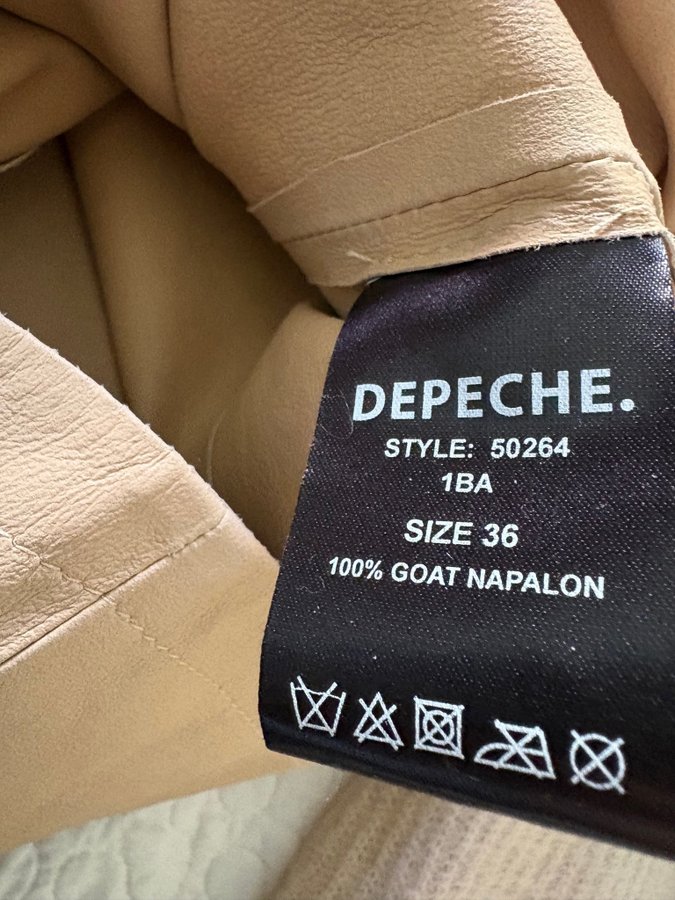 DEPECHE.
STYLE: 50264
1BA
SIZE 36
100% GOAT NAPALON